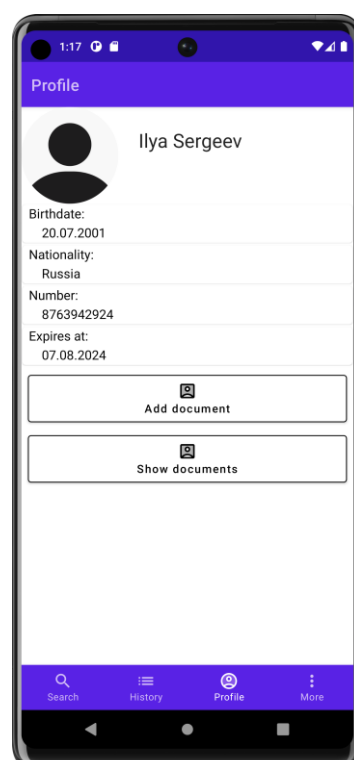 1:17
Profile
Ilya Sergeev
Birthdate:
20.07.2001
Nationality:
Russia
Number:
8763942924
Expires at:
07.08.2024
Add document
Show documents
Search
History
Profile
More